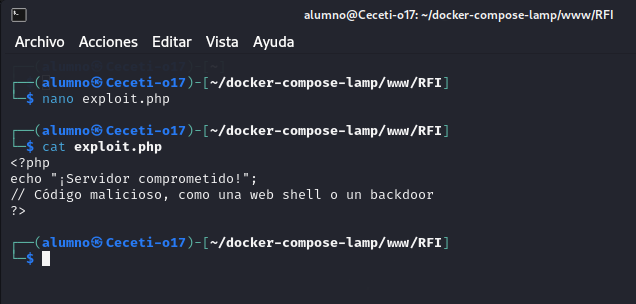 alumno@Ceceti-o17: ~/docker-compose-lamp/www/RFI
Archivo Acciones Editar Vista Ayuda
┌──(alumno㉿Ceceti-o17)-[~/docker-compose-lamp/www/RFI]
└─$ nano exploit.php
┌──(alumno㉿Ceceti-o17)-[~/docker-compose-lamp/www/RFI]
└─$ cat exploit.php
<?php
echo "¡Servidor comprometido!";
// Código malicioso, como una web shell o un backdoor
?>
┌──(alumno㉿Ceceti-o17)-[~/docker-compose-lamp/www/RFI]
└─$